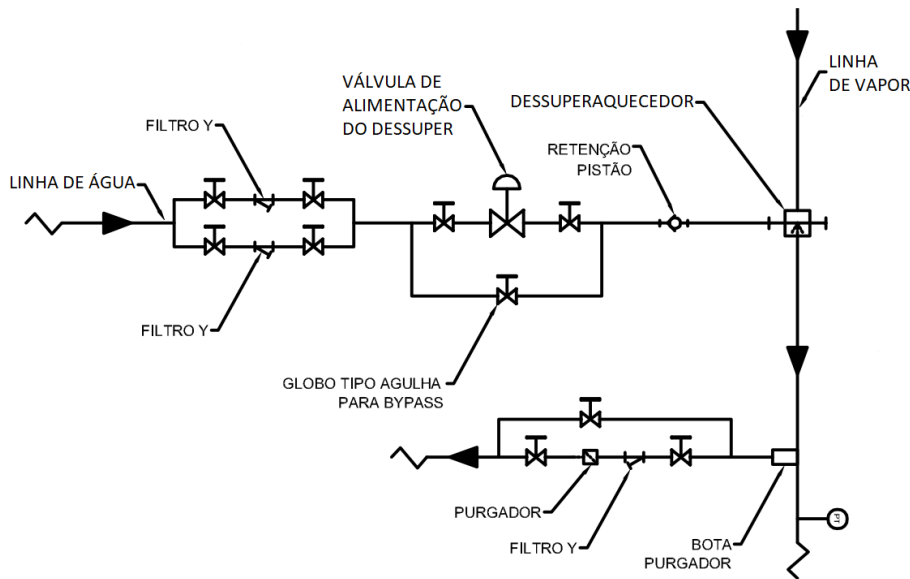 LINHA
DE VAPOR
VÁLVULA DE
ALIMENTAÇÃO
DO DESSUPER
DESSUPERAQUECEDOR
FILTRO Y
RETENÇÃO
PISTÃO
LINHA DE ÁGUA
FILTRO Y
GLOBO TIPO AGULHA
PARA BYPASS
PURGADOR
FILTRO Y
BOTA
PURGADOR
PT